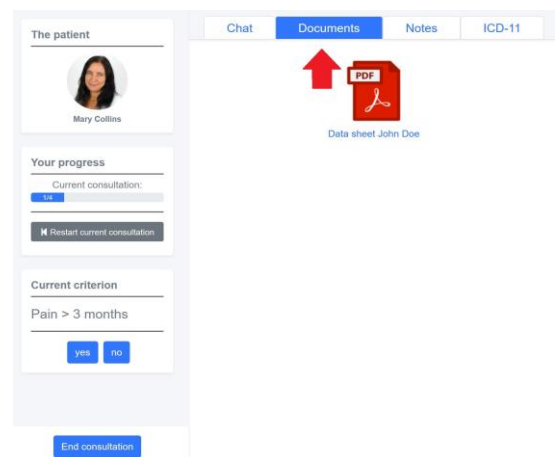 The patient
Mary Collins
Your progress
Current consultation:
1/4
Restart current consultation
Current criterion
Pain > 3 months
yes no
End consultation
Chat Documents Notes ICD-11
PDF
Data sheet John Doe